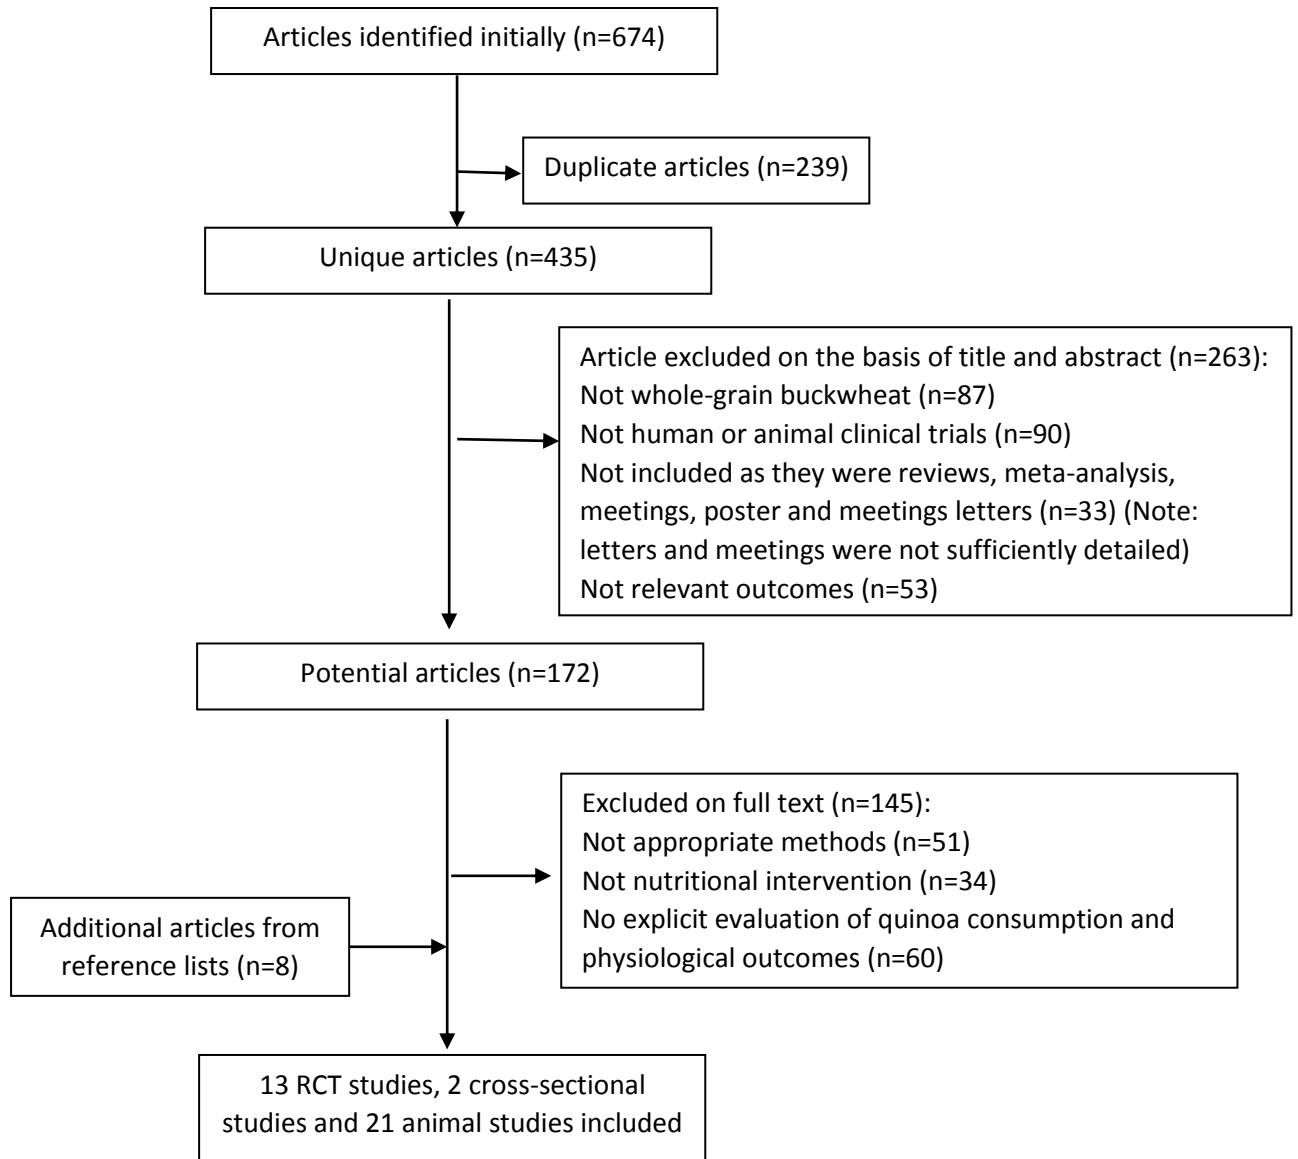 Articles identified initially (n=674)
Duplicate articles (n=239)
Unique articles (n=435)
Article excluded on the basis of title and abstract (n=263):
Not whole-grain buckwheat (n=87)
Not human or animal clinical trials (n=90)
Not included as they were reviews, meta-analysis,
meetings, poster and meetings letters (n=33) (Note:
letters and meetings were not sufficiently detailed)
Not relevant outcomes (n=53)
Potential articles (n=172)
Excluded on full text (n=145):
Not appropriate methods (n=51)
Not nutritional intervention (n=34)
No explicit evaluation of quinoa consumption and
physiological outcomes (n=60)
Additional articles from
reference lists (n=8)
13 RCT studies, 2 cross-sectional
studies and 21 animal studies included